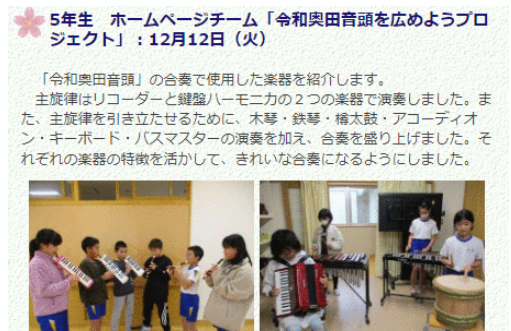 5年生　ホームページチーム「令和奥田音頭を広めようプロ
ジェクト」：12月12日（火）
「令和奥田音頭」の合奏で使用した楽器を紹介します。
主旋律はリコーダーと鍵盤ハーモニカの２つの楽器で演奏しました。ま
た、主旋律を引き立たせるために、木琴・鉄琴・樽太鼓・アコーディオ
ン・キーボード・バスマスターの演奏を加え、合奏を盛り上げました。そ
れぞれの楽器の特徴を活かして、きれいな合奏になるようにしました。